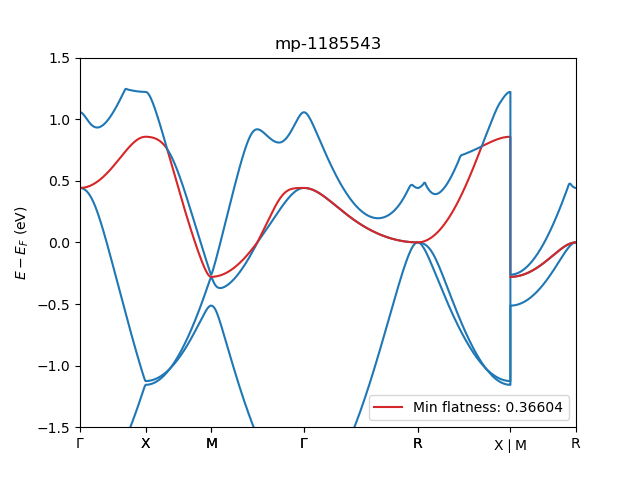 mp-1185543
1.5
1.0
0.5
0.0
−0.5
−1.0
−1.5
E − E_F (eV)
Γ X M Γ R X | M R
Min flatness: 0.36604